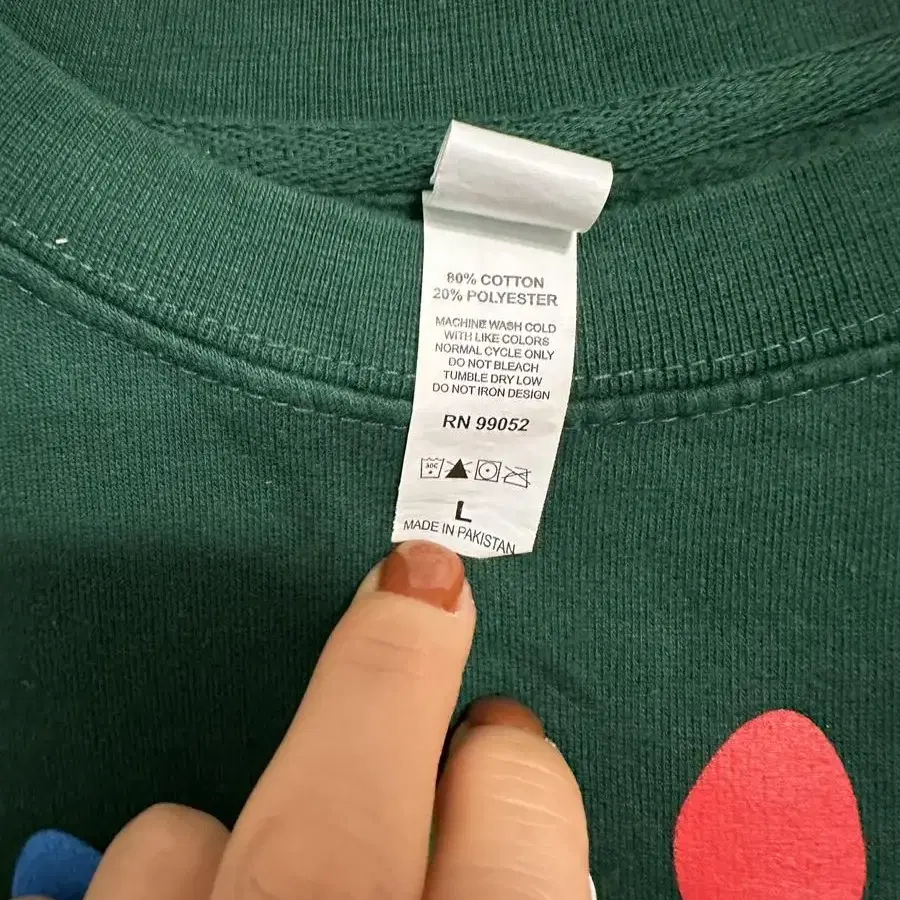 80% COTTON
20% POLYESTER
MACHINE WASH COLD
WITH LIKE COLORS
NORMAL CYCLE ONLY
DO NOT BLEACH
TUMBLE DRY LOW
DO NOT IRON DESIGN
RN 99052
30C
L
MADE IN PAKISTAN